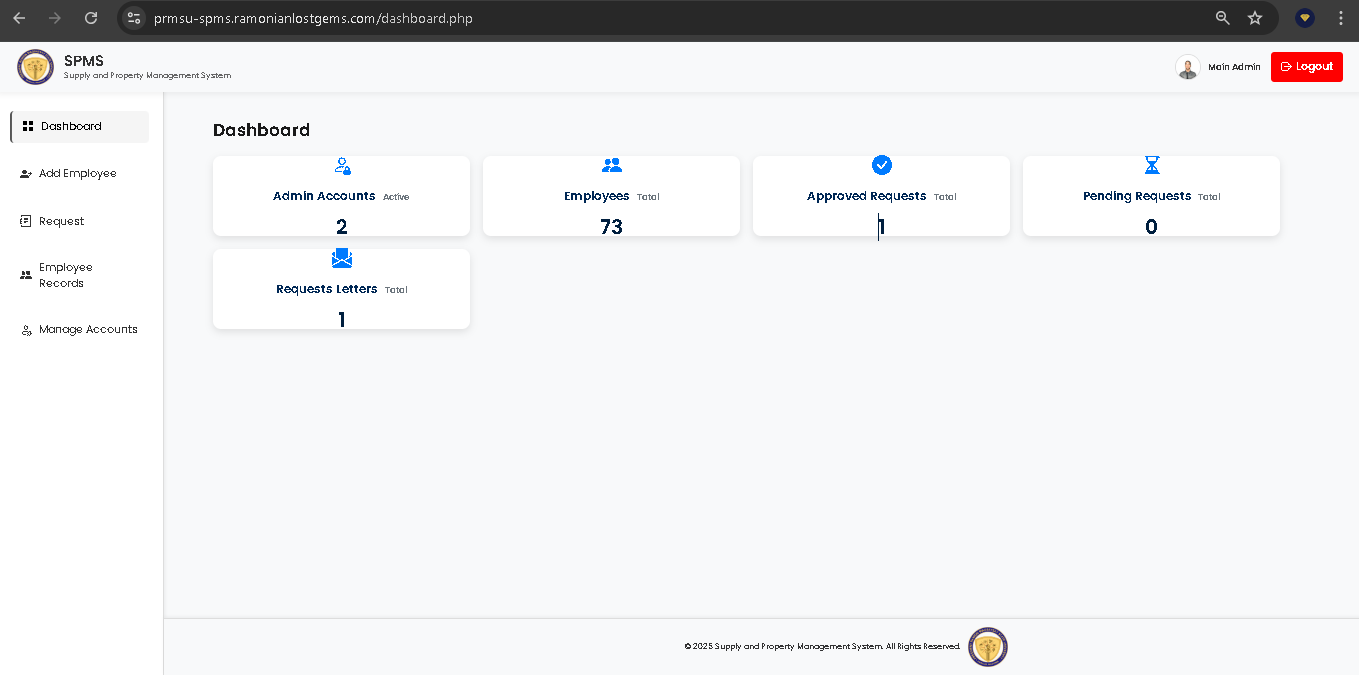 prmsu-spms.ramonianlostgems.com/dashboard.php
SPMS
Supply and Property Management System
Main Admin
Logout
Dashboard
Add Employee
Request
Employee
Records
Manage Accounts
Dashboard
Admin Accounts Active
2
Employees Total
73
Approved Requests Total
1
Pending Requests Total
0
Requests Letters Total
1
© 2025 Supply and Property Management System. All Rights Reserved.